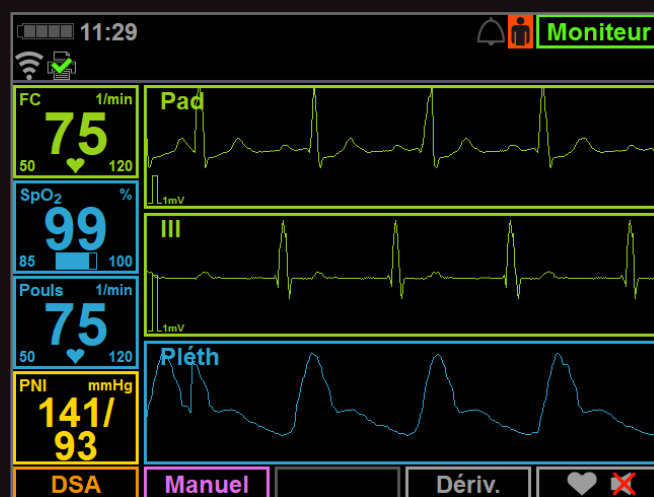 11:29
Moniteur
FC 1/min
75
50 120
Pad
1mV
SpO2 %
99
85 100
III
1mV
Pouls 1/min
75
50 120
Pléth
PNI mmHg
141/
93
DSA
Manuel
Dériv.